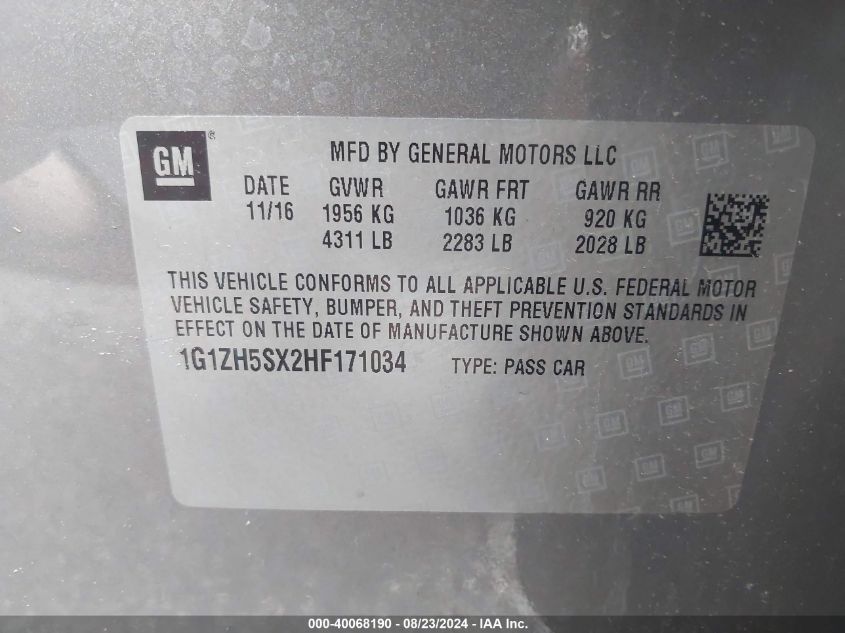 GM ®
MFD BY GENERAL MOTORS LLC
DATE GVWR GAWR FRT GAWR RR
11/16 1956 KG 1036 KG 920 KG
4311 LB 2283 LB 2028 LB
THIS VEHICLE CONFORMS TO ALL APPLICABLE U.S. FEDERAL MOTOR
VEHICLE SAFETY, BUMPER, AND THEFT PREVENTION STANDARDS IN
EFFECT ON THE DATE OF MANUFACTURE SHOWN ABOVE.
1G1ZH5SX2HF171034 TYPE: PASS CAR
000-40068190 - 08/23/2024 - IAA Inc.